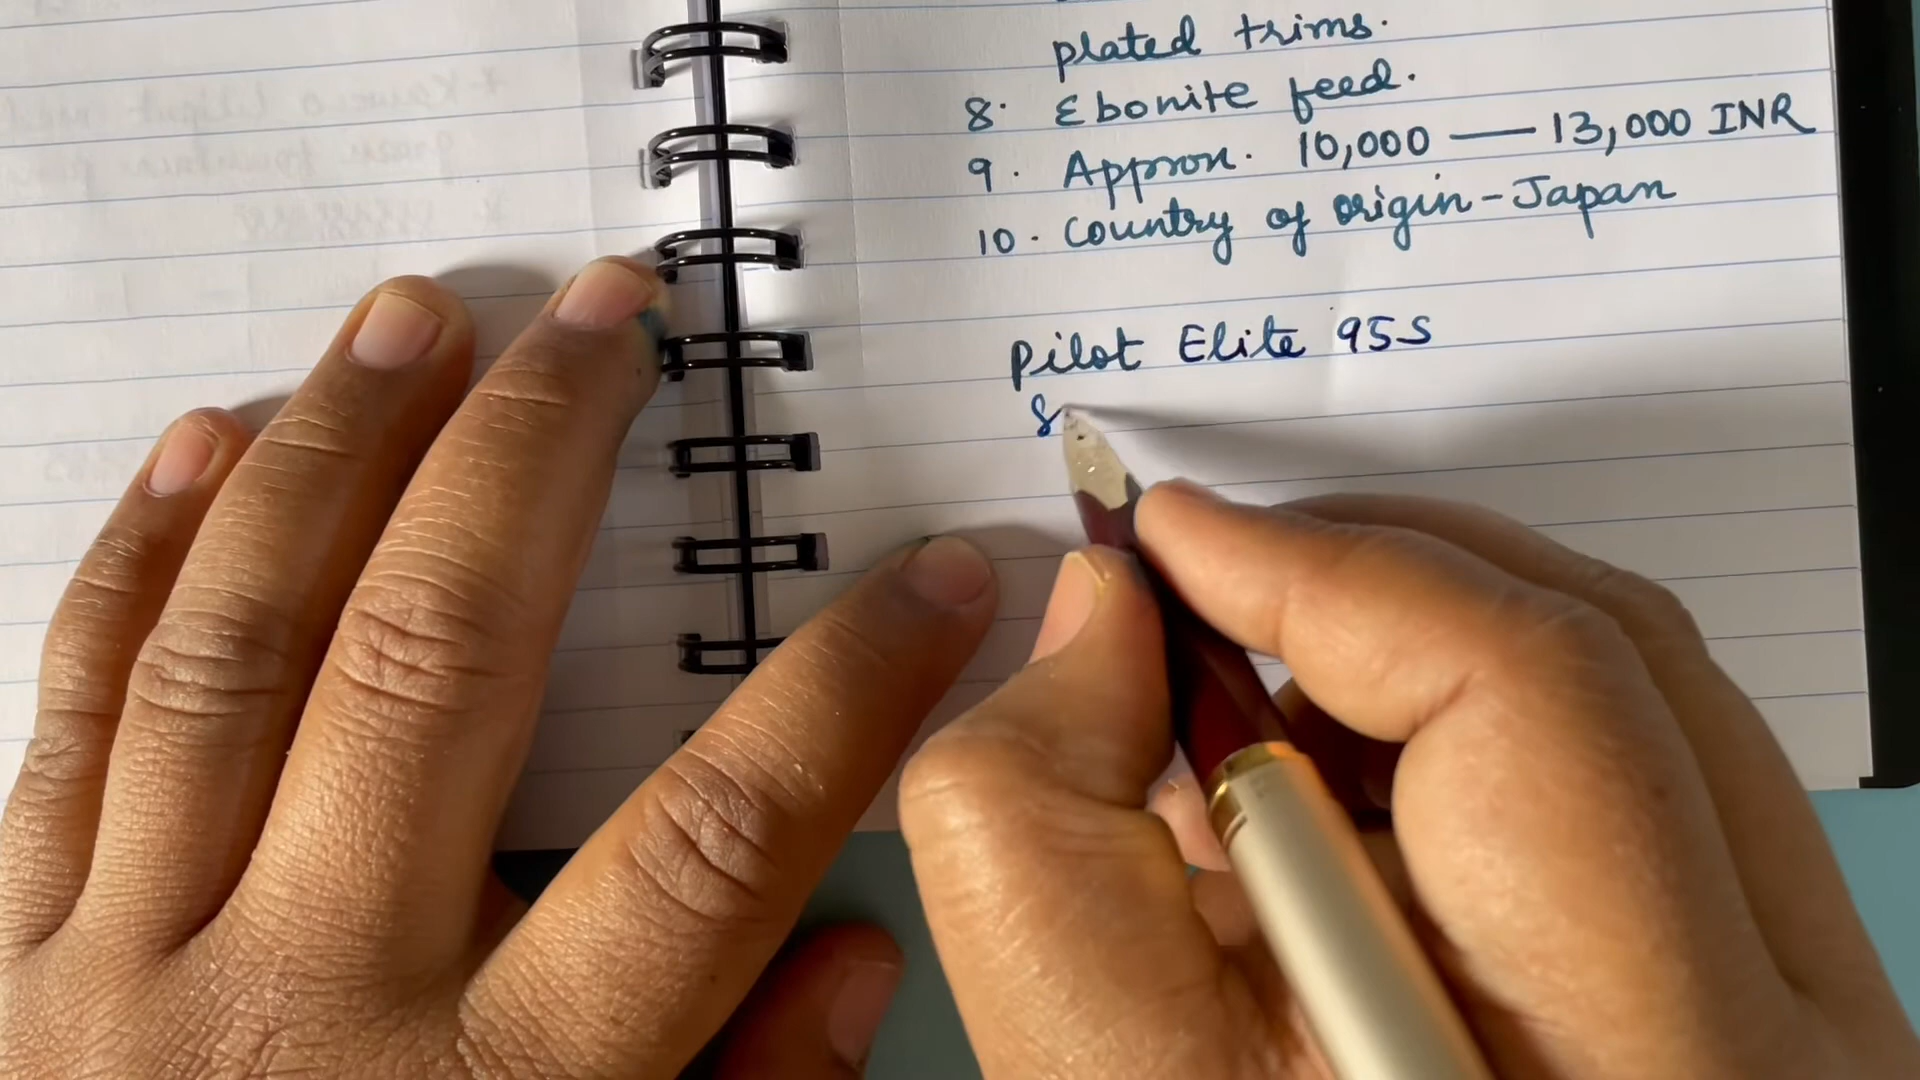 plated trims.
8. Ebonite feed.
9. Approx. 10,000 — 13,000 INR
10. Country of origin - Japan
Pilot Elite 95S
8